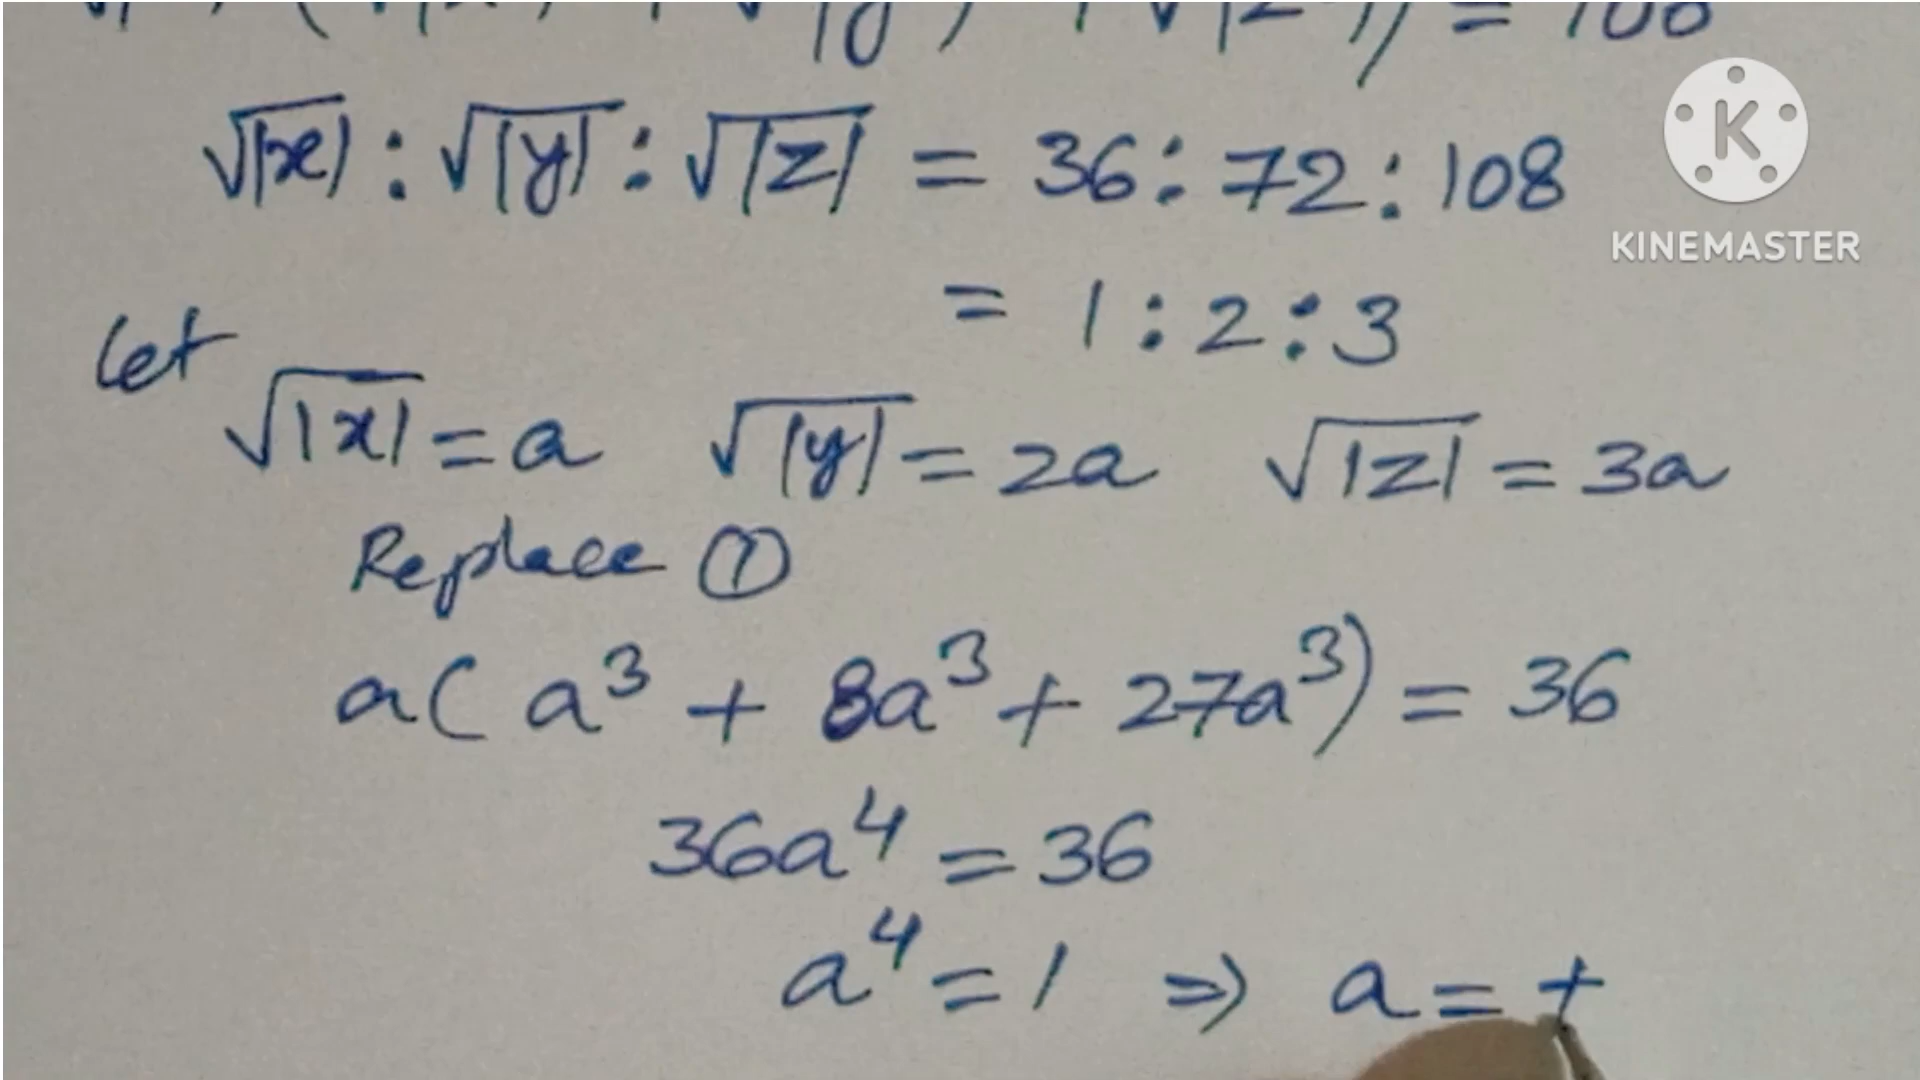 = 108
√|x| : √|y| : √|z| = 36 : 72 : 108
K
KINEMASTER
= 1 : 2 : 3
let
√|x| = a √|y| = 2a √|z| = 3a
Replace ①
a(a³ + 8a³ + 27a³) = 36
36a⁴ = 36
a⁴ = 1 ⇒ a = +